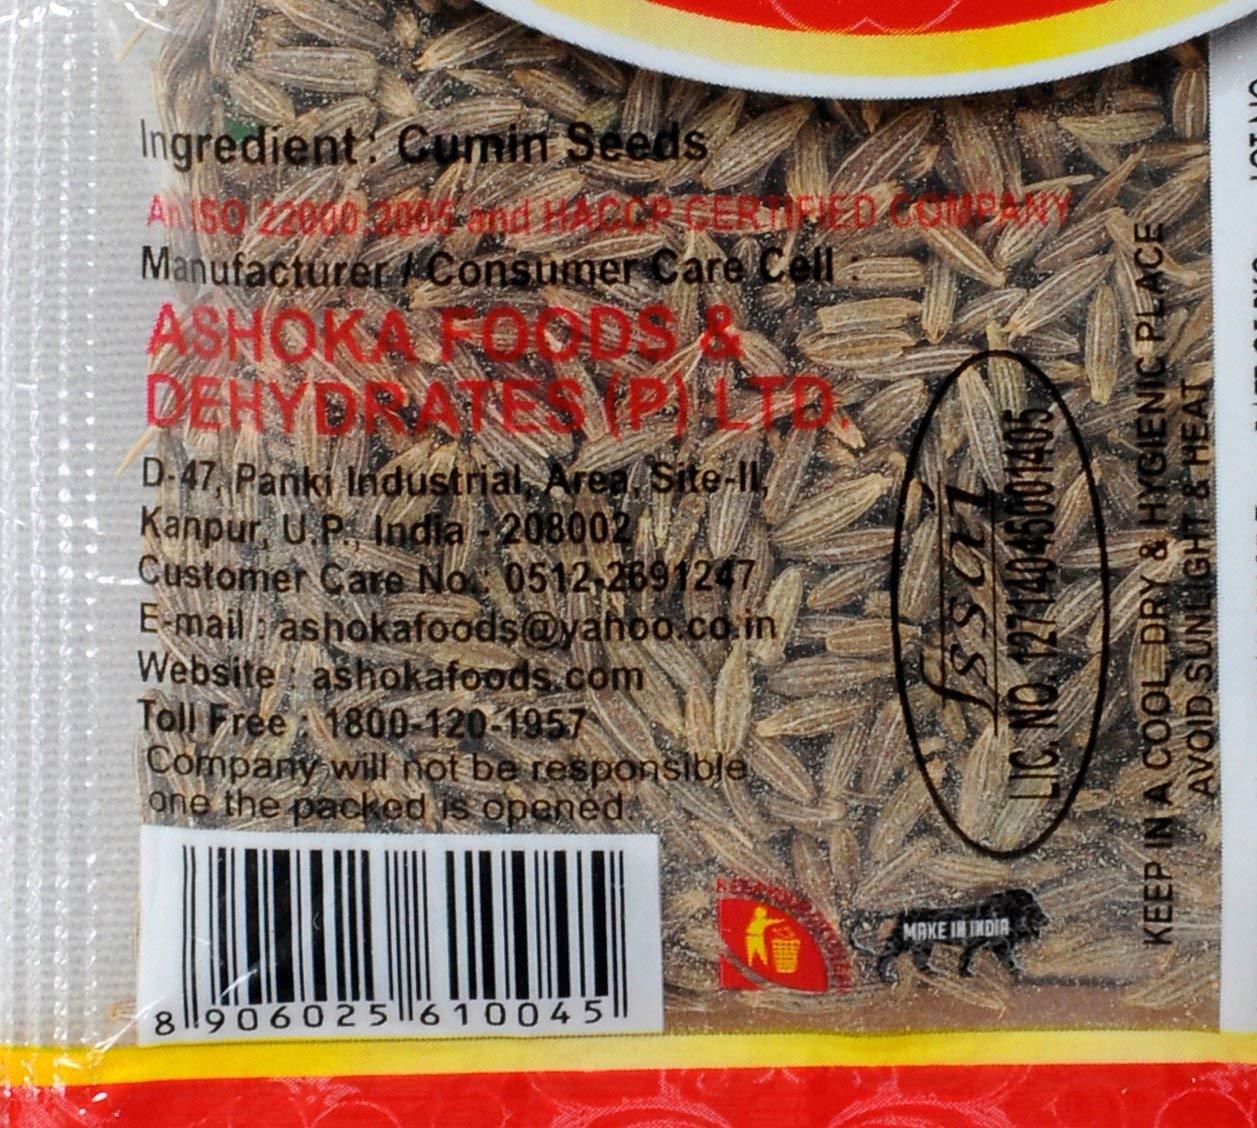 Ingredient : Cumin Seeds
An ISO 22000:2005 and HACCP CERTIFIED COMPANY
Manufacturer / Consumer Care Cell :
ASHOKA FOODS &
DEHYDRATES (P) LTD.
D-47, Panki Industrial, Area, Site-II,
Kanpur, U.P., India - 208002
Customer Care No.: 0512-2691247
E-mail : ashokafoods@yahoo.co.in
Website : ashokafoods.com
Toll Free : 1800-120-1957
Company will not be responsible
one the packed is opened.
8 906025 610045
fssai
LIC. NO. 12714045001405
KEEP IN A COOL, DRY & HYGIENIC PLACE
AVOID SUNLIGHT & HEAT
MAKE IN INDIA